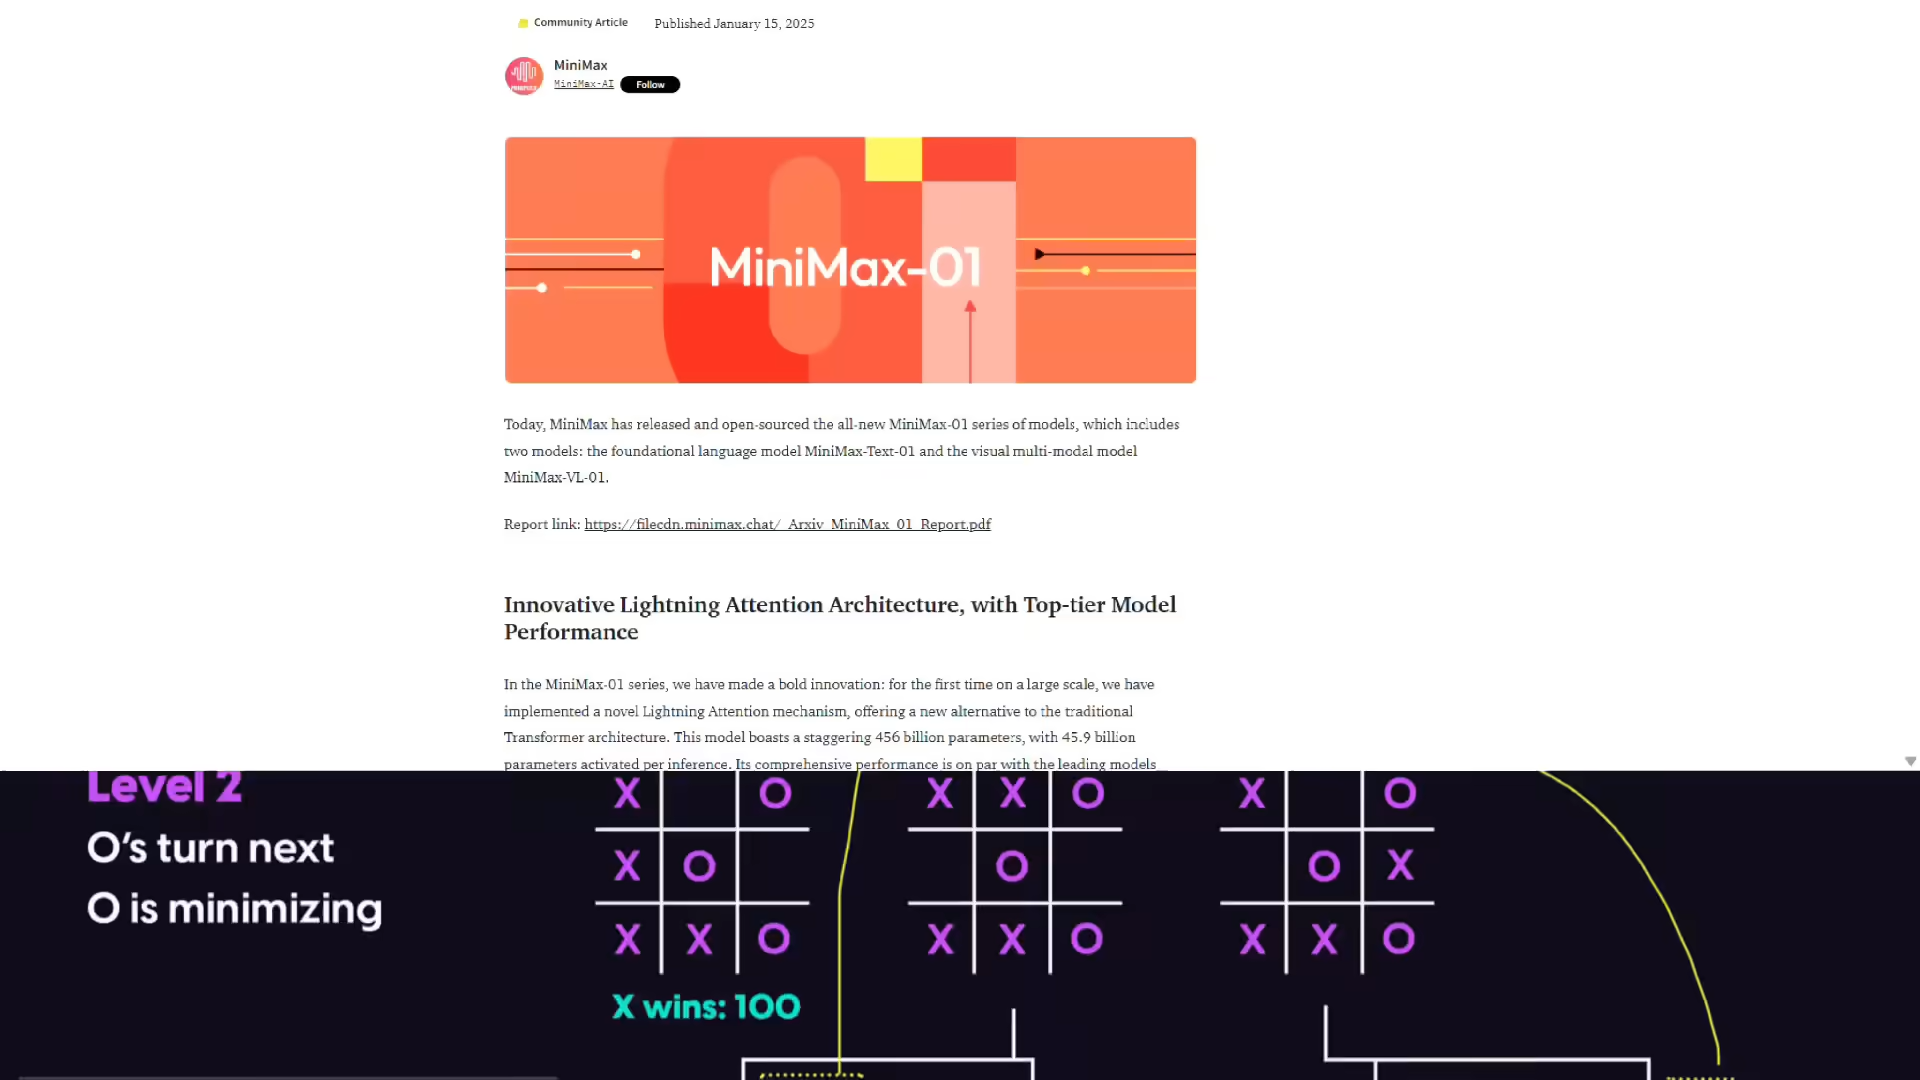 Community Article Published January 15, 2025
MiniMax
MiniMax-AI Follow
MiniMax-01
Today, MiniMax has released and open-sourced the all-new MiniMax-01 series of models, which includes
two models: the foundational language model MiniMax-Text-01 and the visual multi-modal model
MiniMax-VL-01.
Report link: https://filecdn.minimax.chat/_Arxiv_MiniMax_01_Report.pdf
Innovative Lightning Attention Architecture, with Top-tier Model
Performance
In the MiniMax-01 series, we have made a bold innovation: for the first time on a large scale, we have
implemented a novel Lightning Attention mechanism, offering a new alternative to the traditional
Transformer architecture. This model boasts a staggering 456 billion parameters, with 45.9 billion
parameters activated per inference. Its comprehensive performance is on par with the leading models
Level 2
O's turn next
O is minimizing
X O X X O X O
X O O O X
X X O X X O X X O
X wins: 100